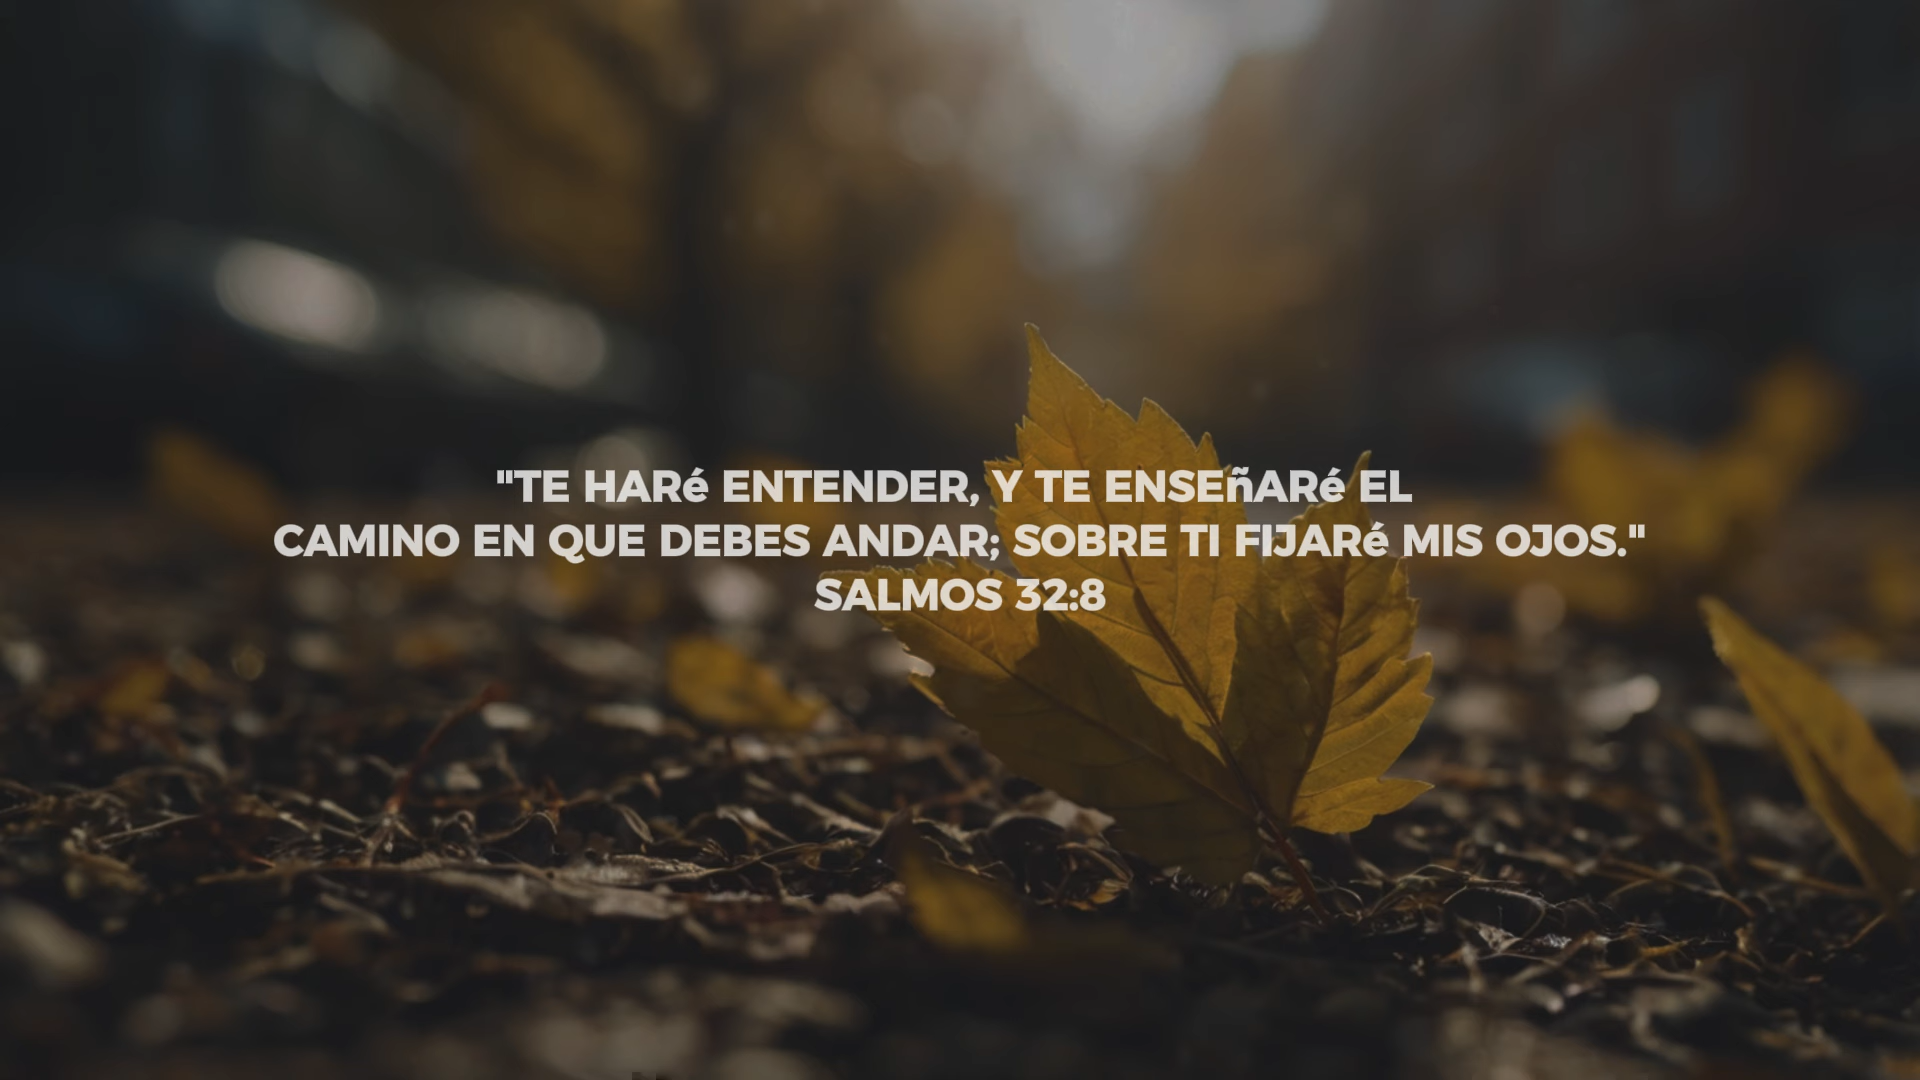 "TE HARé ENTENDER, Y TE ENSEñARé EL
CAMINO EN QUE DEBES ANDAR; SOBRE TI FIJARé MIS OJOS."
SALMOS 32:8